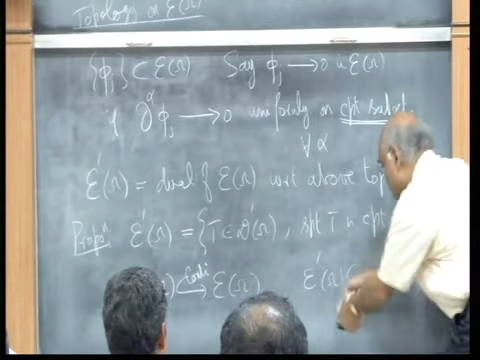 Topology on ℰ(Ω)
{ϕⱼ} ⊂ ℰ(Ω) Say ϕⱼ → 0 in ℰ(Ω)
if ∂^α ϕⱼ → 0 uniformly on cpt subset
∀ α
ℰ'(Ω) = dual of ℰ(Ω) wrt above top
Propn ℰ'(Ω) = {T ∈ 𝒟'(Ω), spt T is cpt
(Ω) ↪ ℰ(Ω) ℰ'(Ω)